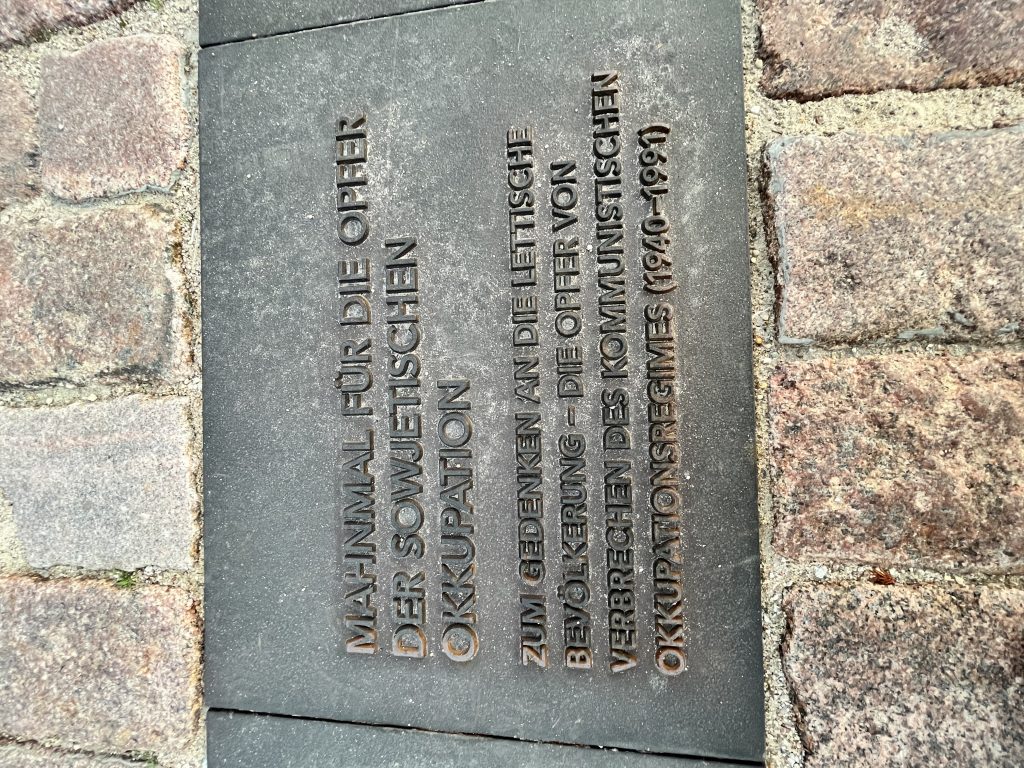 MAHNMAL FÜR DIE OPFER
DER SOWJETISCHEN
OKKUPATION
ZUM GEDENKEN AN DIE LETTISCHE
BEVÖLKERUNG – DIE OPFER VON
VERBRECHEN DES KOMMUNISTISCHEN
OKKUPATIONSREGIMES (1940–1991)